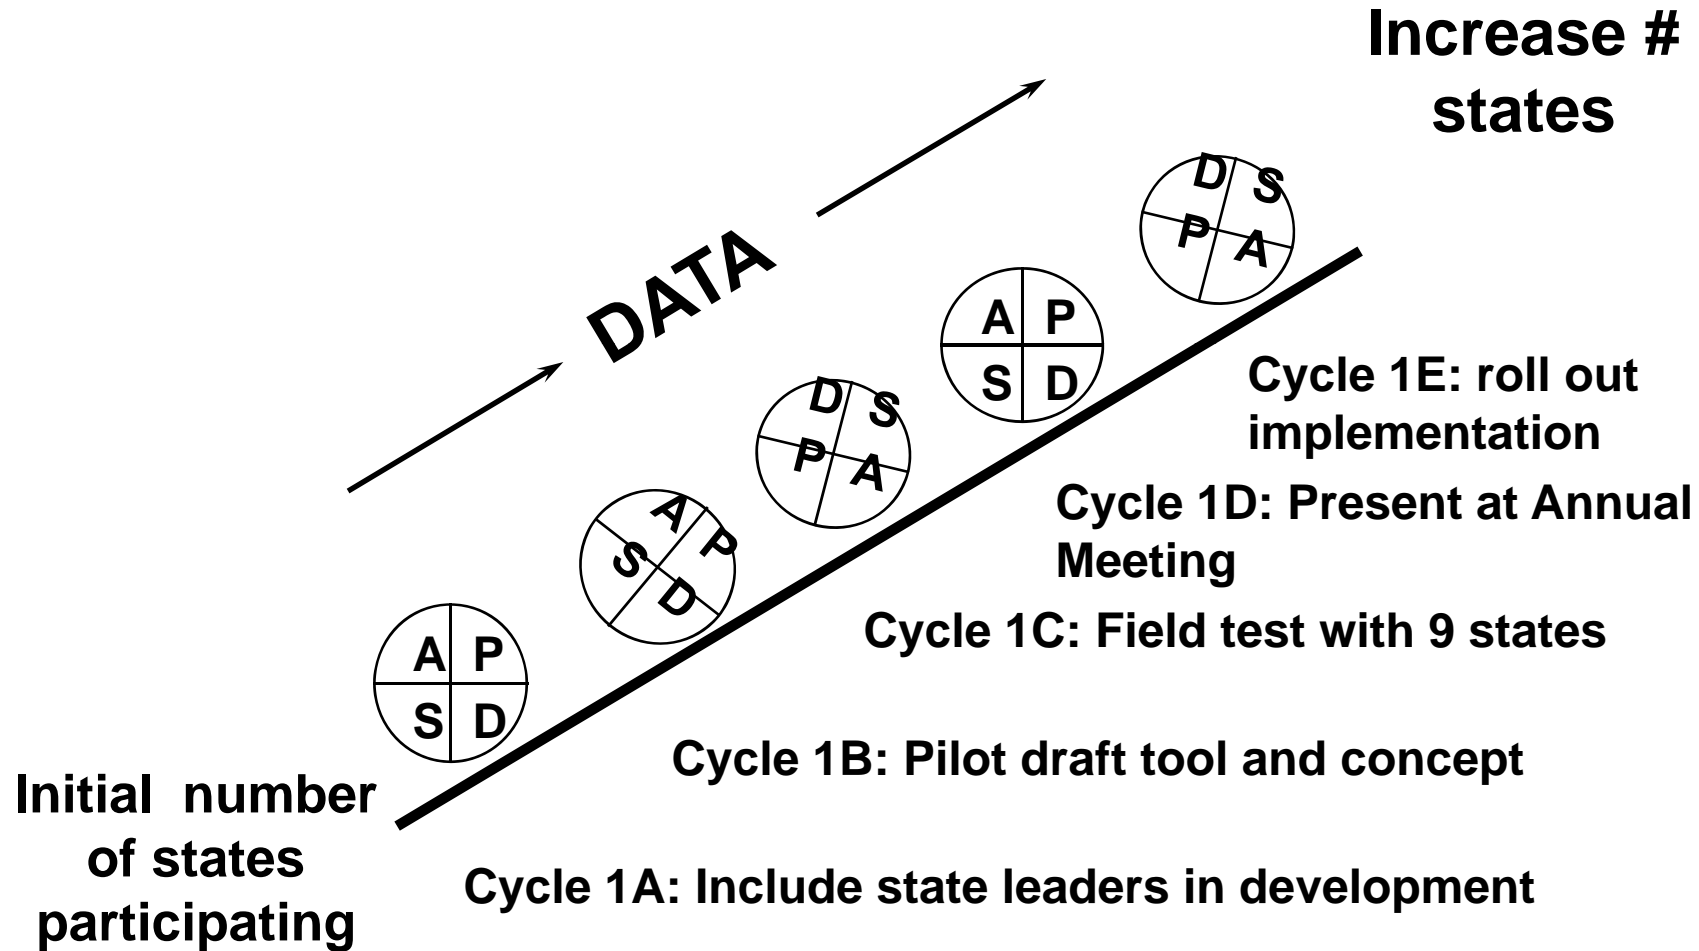 Increase #
states
DATA
D S
P A
A P
S D
D S
P A
A P
S D
A P
S D
Cycle 1E: roll out
implementation
Cycle 1D: Present at Annual
Meeting
Cycle 1C: Field test with 9 states
Cycle 1B: Pilot draft tool and concept
Cycle 1A: Include state leaders in development
Initial number
of states
participating